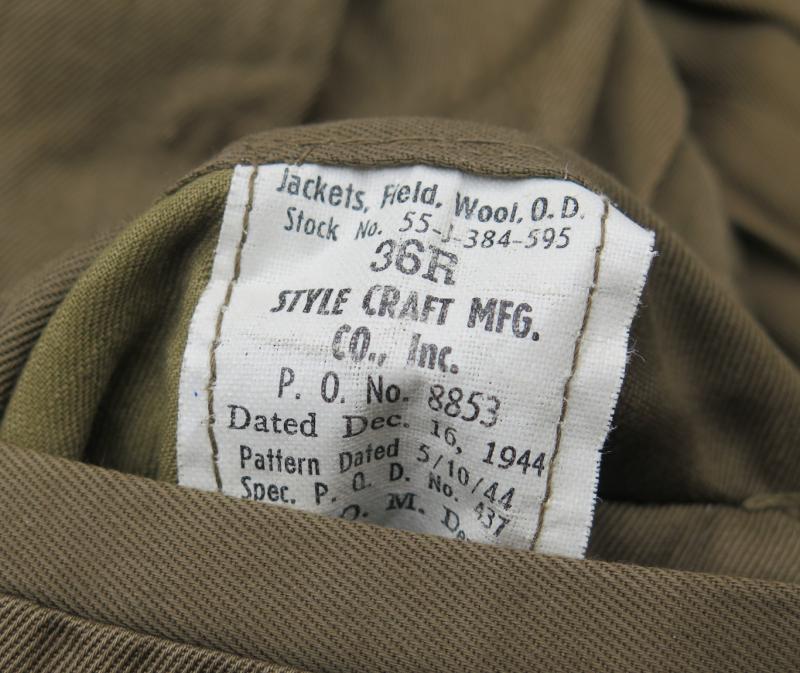 Jackets, Field, Wool, O.D.
Stock No. 55-J-384-595
36R
STYLE CRAFT MFG.
CO., Inc.
P. O. No. 8853
Dated Dec. 16, 1944
Pattern Dated 5/10/44
Spec. P. Q. D. No. 437
Q. M. De